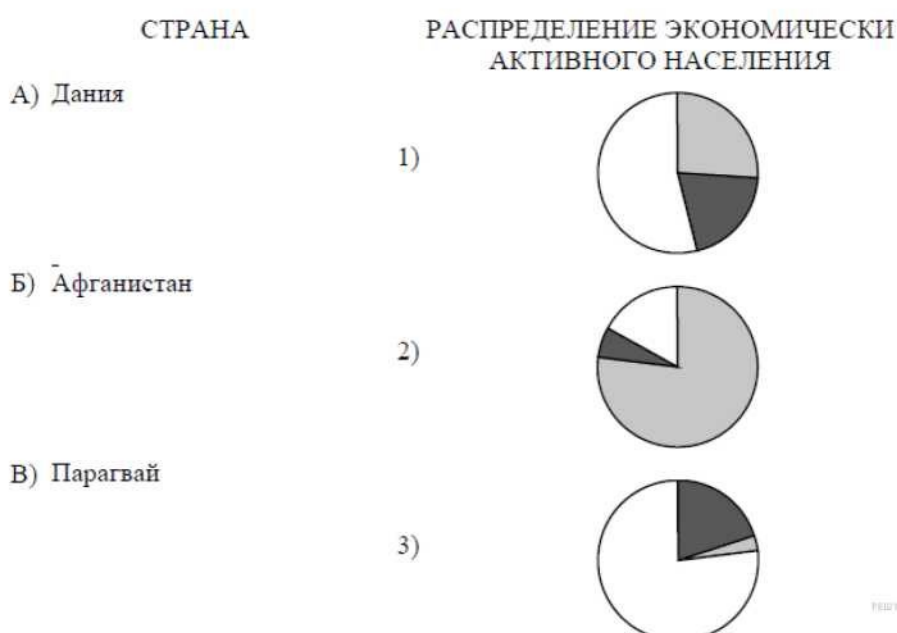 СТРАНА
РАСПРЕДЕЛЕНИЕ ЭКОНОМИЧЕСКИ
АКТИВНОГО НАСЕЛЕНИЯ
А) Дания
1)
Б) Афганистан
2)
В) Парагвай
3)